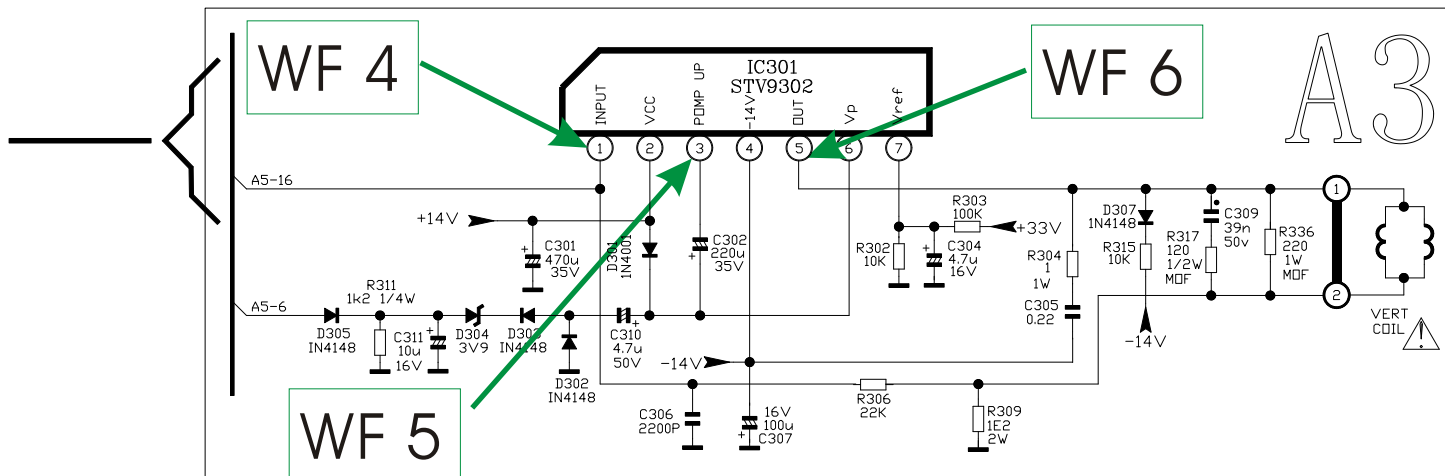 WF 4
WF 6
WF 5
A3
IC301
STV9302
INPUT
VCC
POMP UP
-14V
OUT
Vp
Vref
1
2
3
4
5
6
7
A5-16
+14V
C301
470u
35V
D301
1N4001
C302
220u
35V
R302
10K
C304
4.7u
16V
R303
100K
+33V
R304
1
1W
C305
0.22
D307
1N4148
R315
10K
-14V
C309
39n
50v
R317
120
1/2W
MOF
R336
220
1W
MOF
1
2
VERT
COIL
A5-6
D305
IN4148
R311
1k2 1/4W
C311
10u
16V
D304
3V9
D303
IN4148
D302
IN4148
C310
4.7u
50V
-14V
C306
2200P
16V
100u
C307
R306
22K
R309
1E2
2W